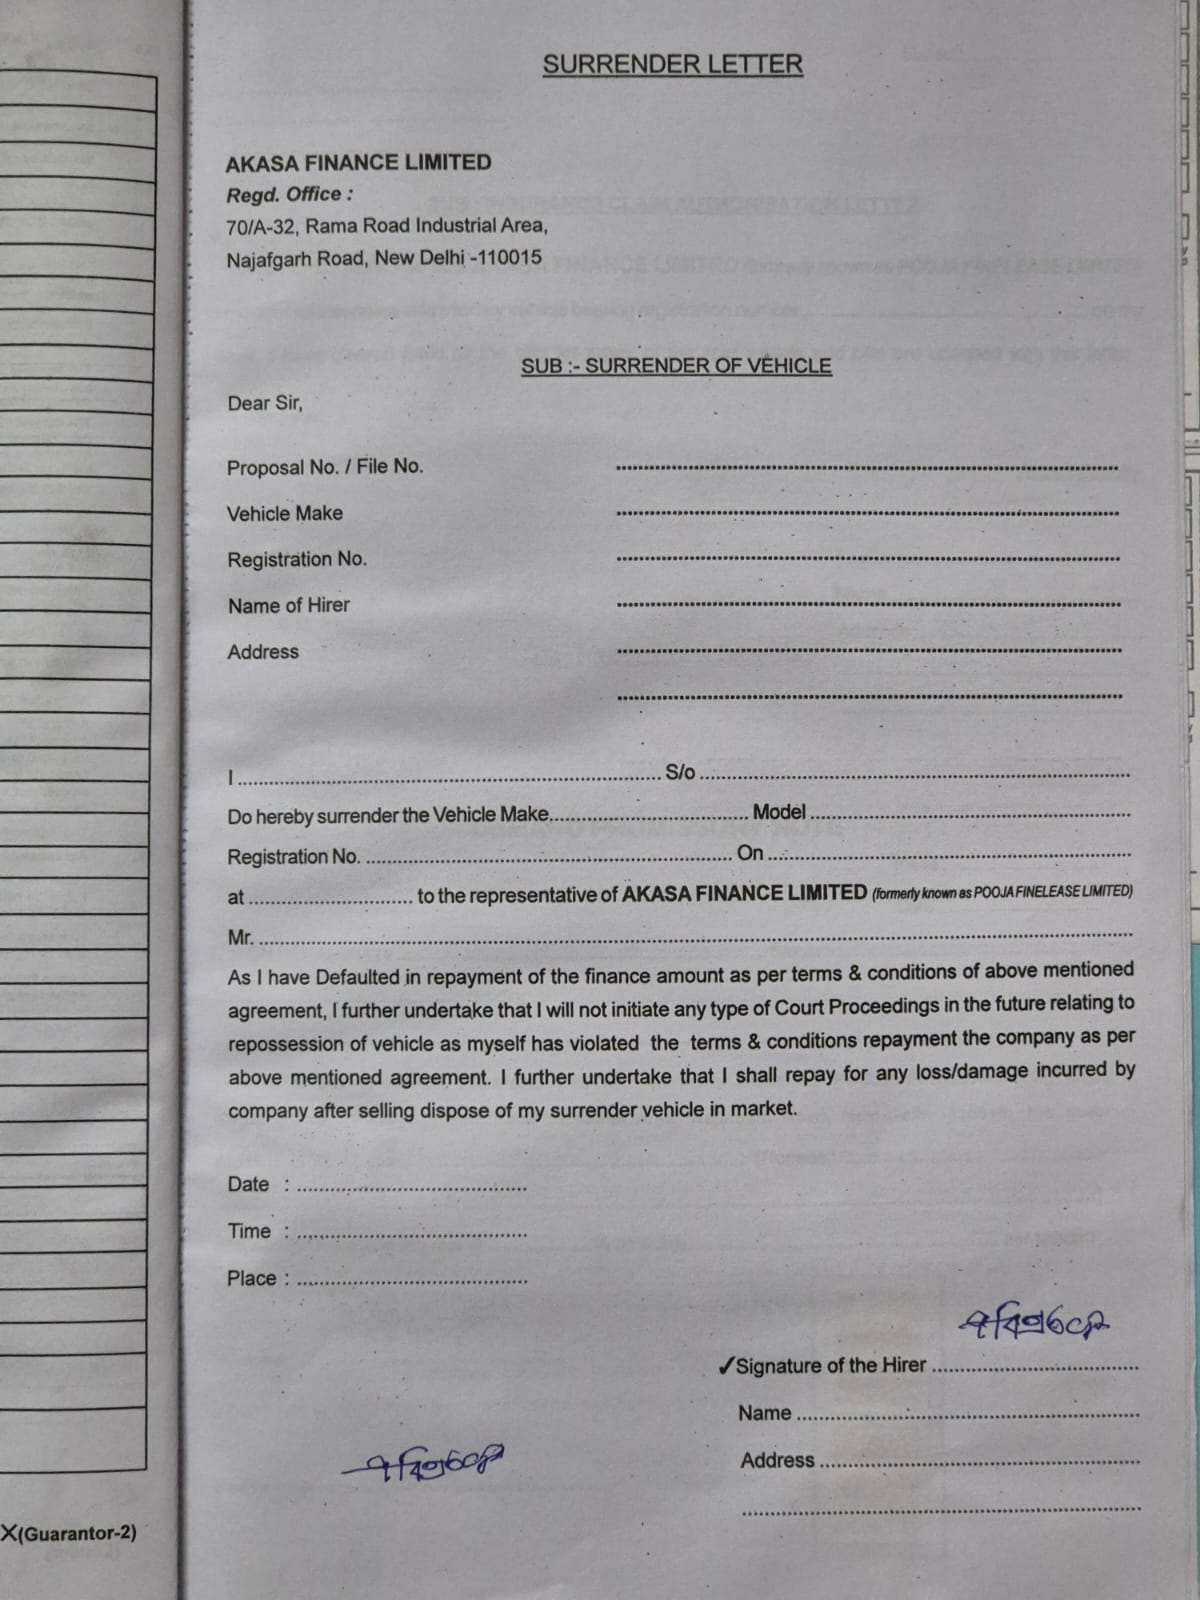 SURRENDER LETTER
AKASA FINANCE LIMITED
Regd. Office :
70/A-32, Rama Road Industrial Area,
Najafgarh Road, New Delhi -110015
SUB :- SURRENDER OF VEHICLE
Dear Sir,
Proposal No. / File No. ....................
Vehicle Make ....................
Registration No. ....................
Name of Hirer ....................
Address ....................
....................
I .................... S/o ....................
Do hereby surrender the Vehicle Make.................... Model ....................
Registration No. .................... On ....................
at .................... to the representative of AKASA FINANCE LIMITED (formerly known as POOJA FINELEASE LIMITED)
Mr. ....................
As I have Defaulted in repayment of the finance amount as per terms & conditions of above mentioned
agreement, I further undertake that I will not initiate any type of Court Proceedings in the future relating to
repossession of vehicle as myself has violated the terms & conditions repayment the company as per
above mentioned agreement. I further undertake that I shall repay for any loss/damage incurred by
company after selling dispose of my surrender vehicle in market.
Date : ....................
Time : ....................
Place : ....................
✓Signature of the Hirer ....................
Name ....................
Address ....................
....................
X(Guarantor-2)